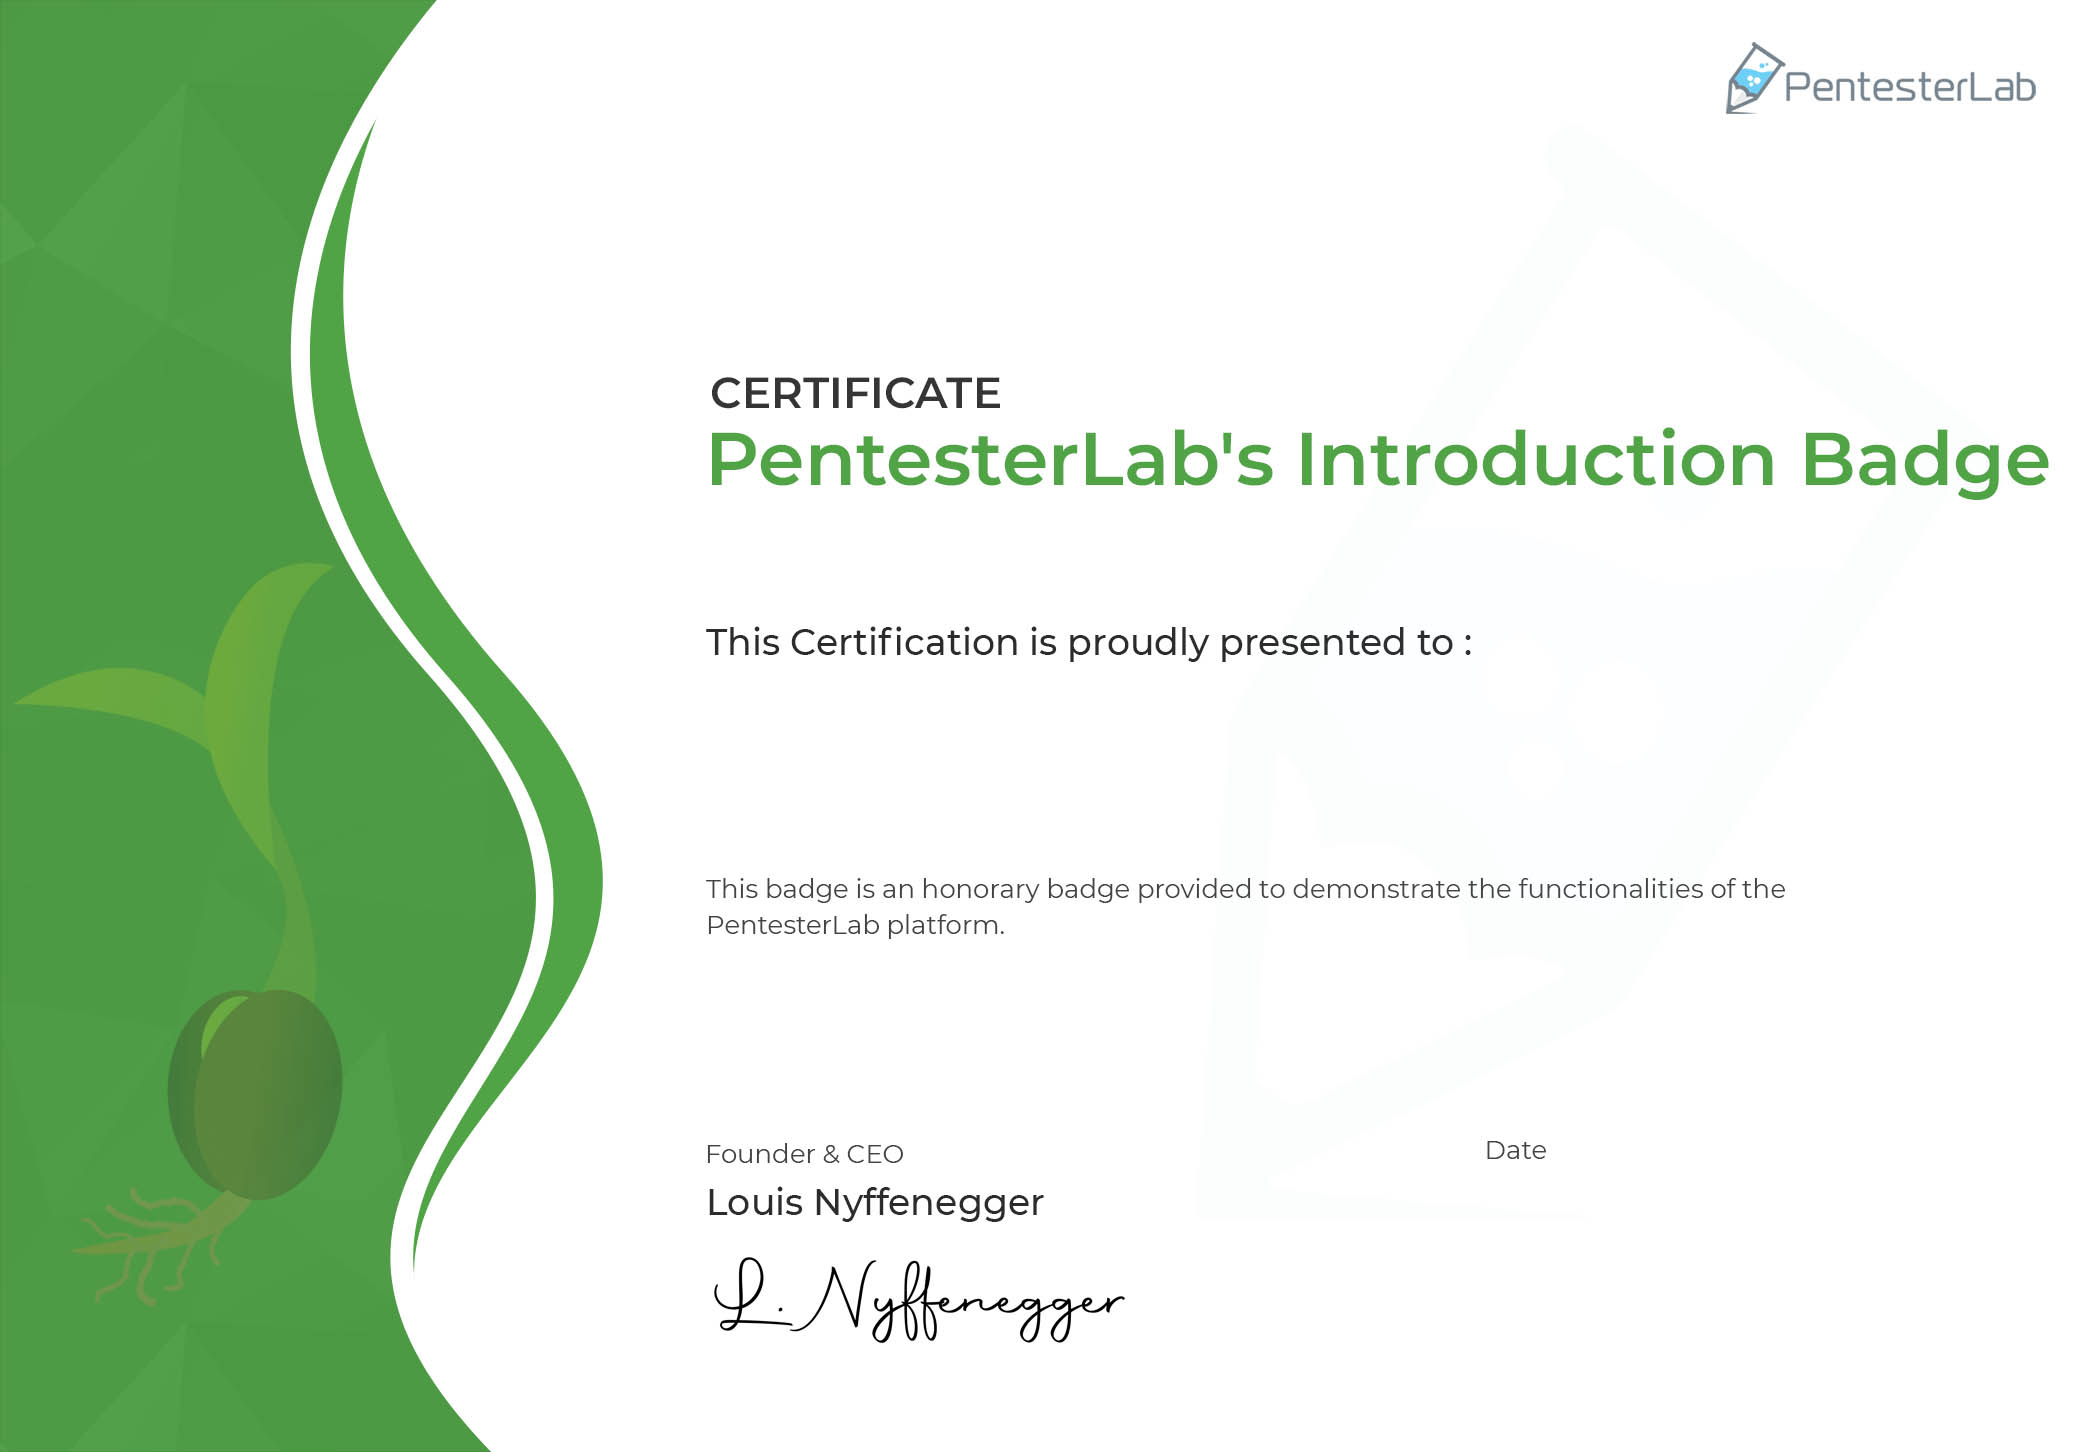 PentesterLab
CERTIFICATE
PentesterLab's Introduction Badge
This Certification is proudly presented to :
This badge is an honorary badge provided to demonstrate the functionalities of the
PentesterLab platform.
Founder & CEO
Date
Louis Nyffenegger
L. Nyffenegger